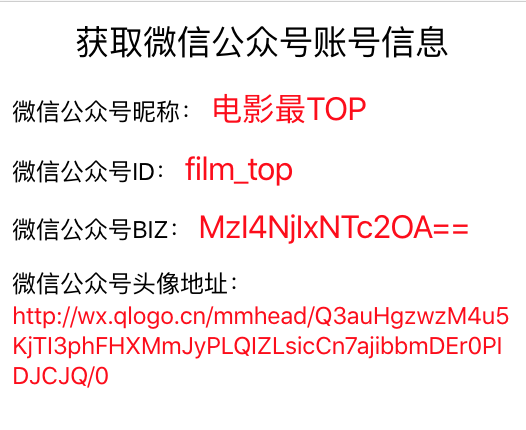 获取微信公众号账号信息
微信公众号昵称： 电影最TOP
微信公众号ID： film_top
微信公众号BIZ： MzI4NjIxNTc2OA==
微信公众号头像地址：
http://wx.qlogo.cn/mmhead/Q3auHgzwzM4u5
KjTI3phFHXMmJyPLQIZLsicCn7ajibbmDEr0PI
DJCJQ/0